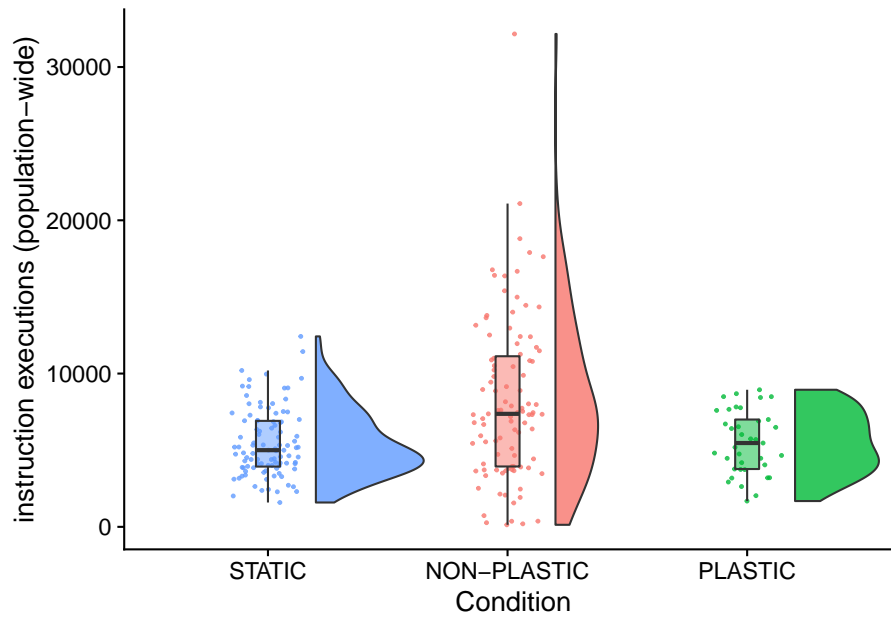 instruction executions (population−wide)
30000
20000
10000
0
STATIC
NON−PLASTIC
PLASTIC
Condition